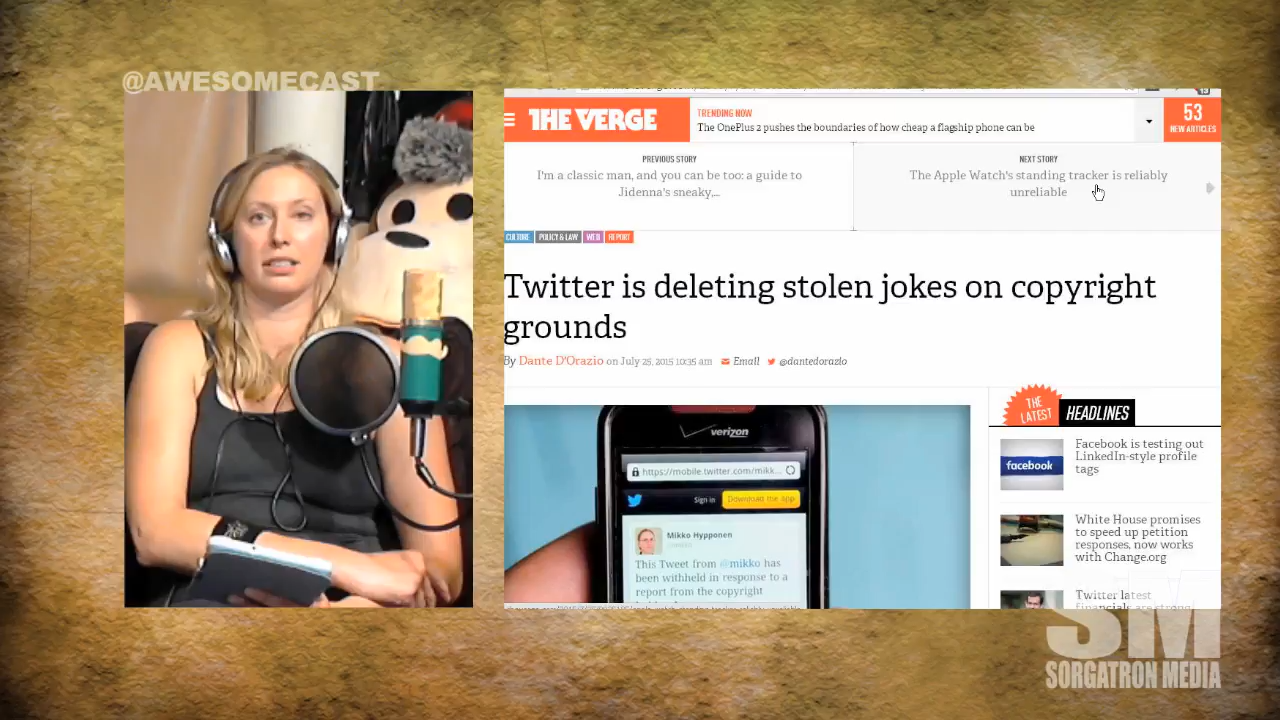 @AWESOMECAST
THE VERGE
TRENDING NOW
The OnePlus 2 pushes the boundaries of how cheap a flagship phone can be
53
NEW ARTICLES
PREVIOUS STORY
I'm a classic man, and you can be too: a guide to
Jidenna's sneaky,...
NEXT STORY
The Apple Watch's standing tracker is reliably
unreliable
CULTURE POLICY & LAW WEB REPORT
Twitter is deleting stolen jokes on copyright
grounds
By Dante D'Orazio on July 25, 2015 10:35 am Email @dantedorazio
verizon
https://mobile.twitter.com/mikk...
Sign in Download the app
Mikko Hypponen
This Tweet from @mikko has
been withheld in response to a
report from the copyright
THE LATEST HEADLINES
facebook
Facebook is testing out
LinkedIn-style profile
tags
White House promises
to speed up petition
responses, now works
with Change.org
Twitter latest
financials are strong
SM
SORGATRON MEDIA